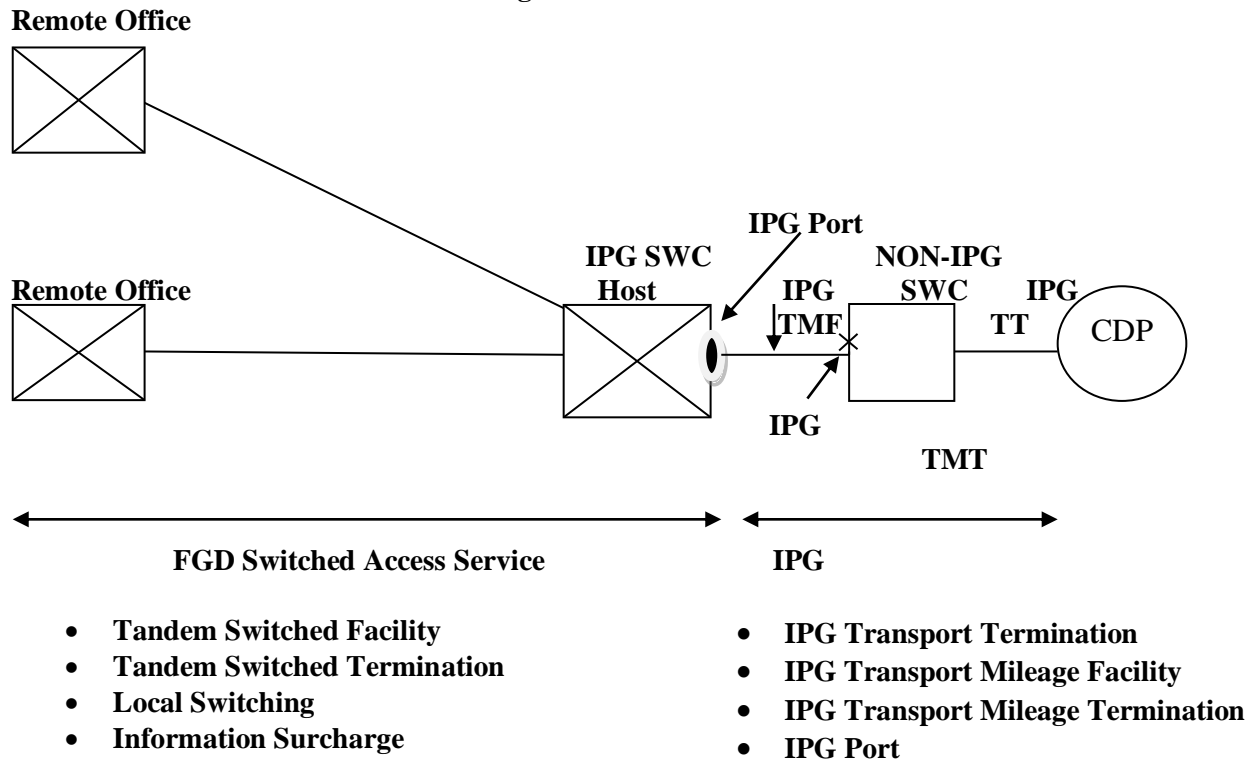 Remote Office
IPG Port
IPG SWC
Host
NON-IPG
SWC
Remote Office
IPG
TMF
IPG
TT
CDP
IPG
TMT
FGD Switched Access Service
IPG
• Tandem Switched Facility
• Tandem Switched Termination
• Local Switching
• Information Surcharge
• IPG Transport Termination
• IPG Transport Mileage Facility
• IPG Transport Mileage Termination
• IPG Port